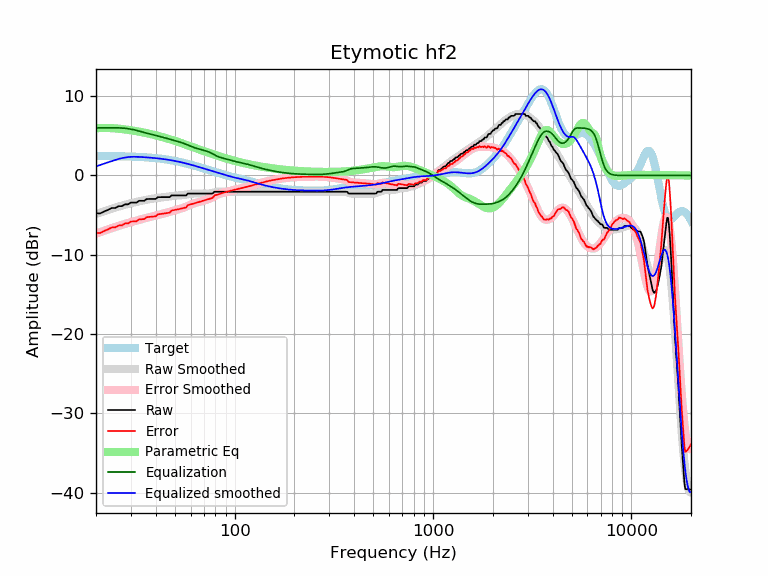 Etymotic hf2
Amplitude (dBr)
10
0
−10
−20
−30
−40
Target
Raw Smoothed
Error Smoothed
Raw
Error
Parametric Eq
Equalization
Equalized smoothed
100
1000
10000
Frequency (Hz)